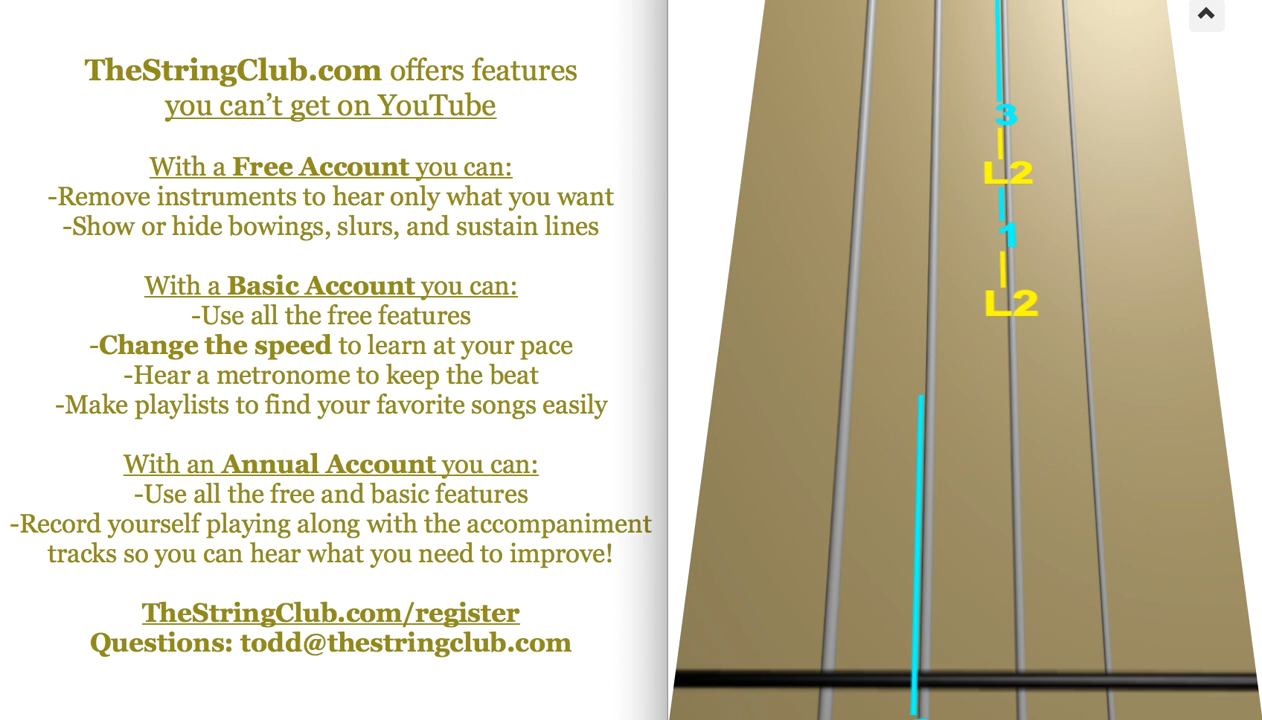 TheStringClub.com offers features
you can’t get on YouTube
With a Free Account you can:
-Remove instruments to hear only what you want
-Show or hide bowings, slurs, and sustain lines
With a Basic Account you can:
-Use all the free features
-Change the speed to learn at your pace
-Hear a metronome to keep the beat
-Make playlists to find your favorite songs easily
With an Annual Account you can:
-Use all the free and basic features
-Record yourself playing along with the accompaniment
tracks so you can hear what you need to improve!
TheStringClub.com/register
Questions: todd@thestringclub.com
3
L2
1
L2